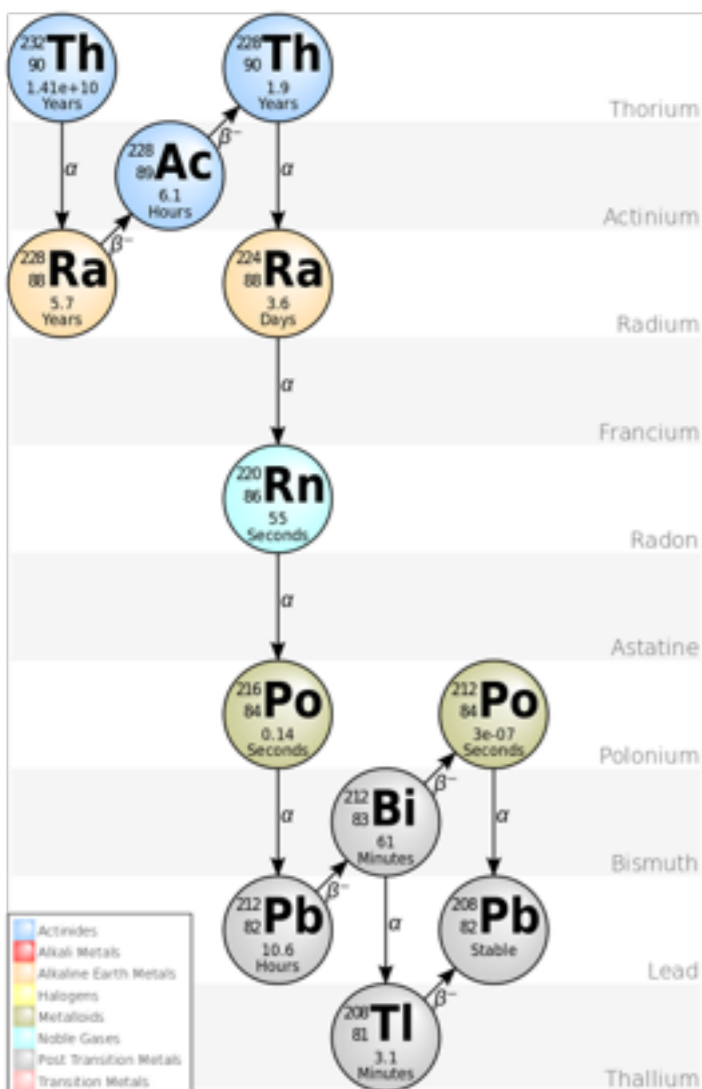 232
90 Th
1.41e+10
Years
228
90 Th
1.9
Years
Thorium
α
β⁻
α
228
89 Ac
6.1
Hours
Actinium
β⁻
228
88 Ra
5.7
Years
224
88 Ra
3.6
Days
Radium
α
Francium
220
86 Rn
55
Seconds
Radon
α
Astatine
216
84 Po
0.14
Seconds
212
84 Po
3e-07
Seconds
Polonium
α
β⁻
α
212
83 Bi
61
Minutes
Bismuth
β⁻
212
82 Pb
10.6
Hours
α
208
82 Pb
Stable
Lead
β⁻
208
81 Tl
3.1
Minutes
Thallium
Actinides
Alkali Metals
Alkaline Earth Metals
Halogens
Metalloids
Noble Gases
Post Transition Metals
Transition Metals